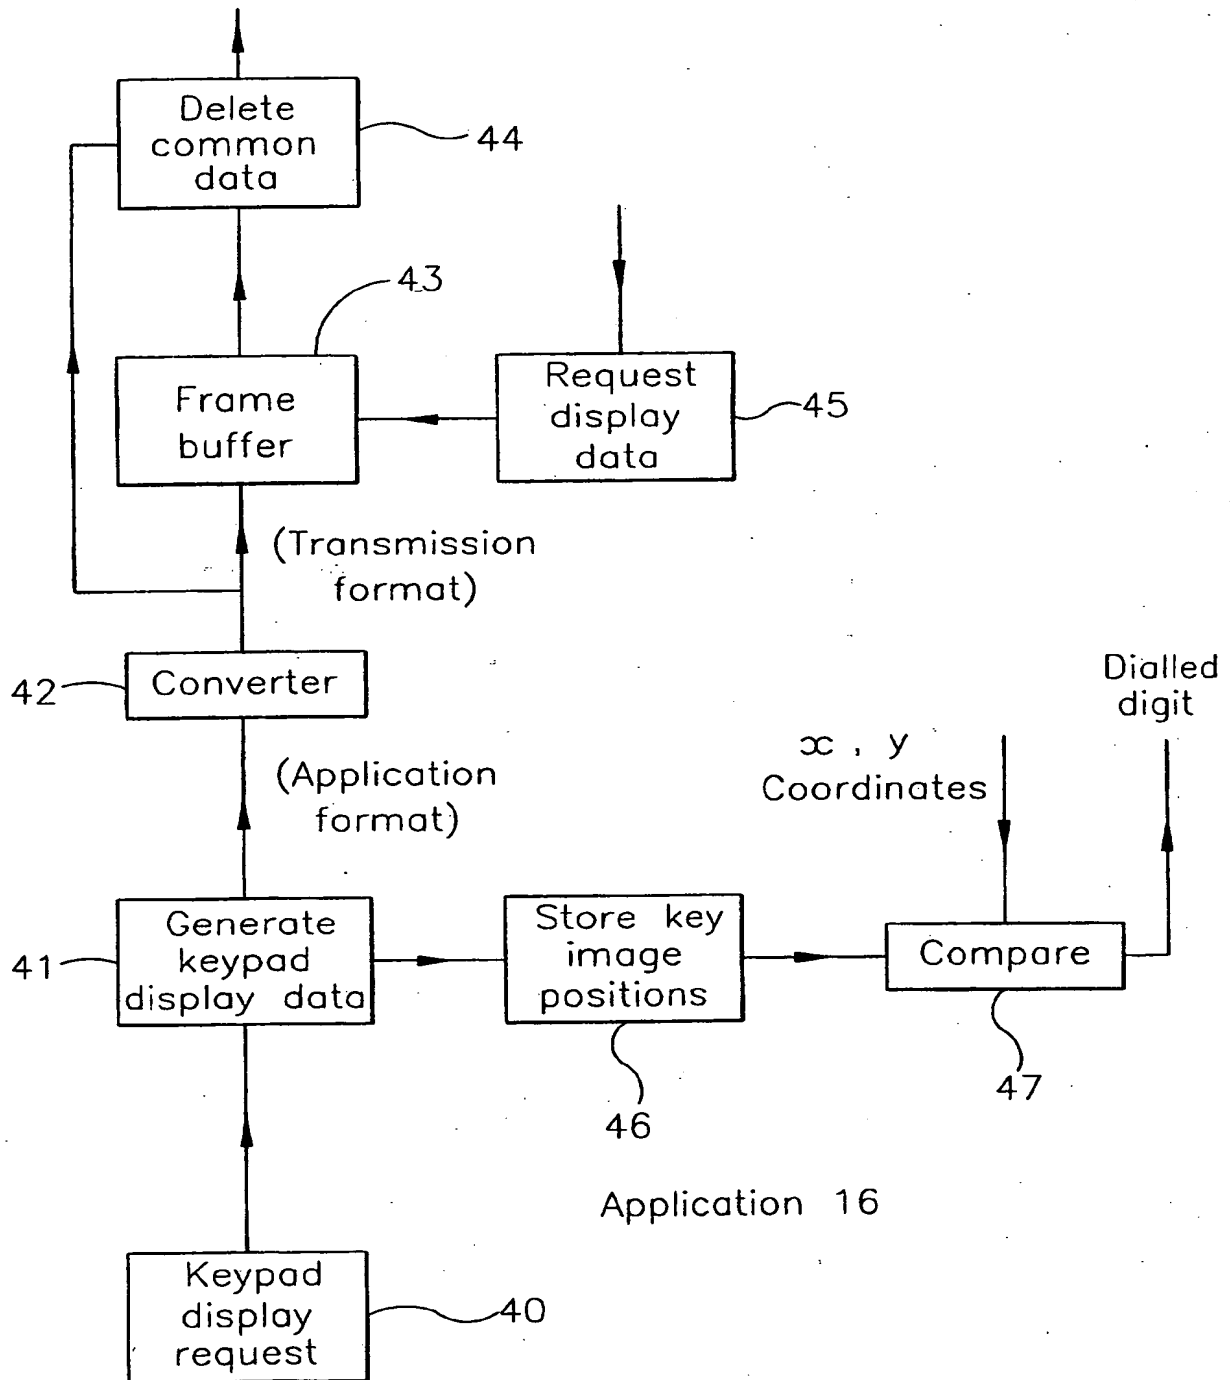 Delete
common
data
44
43
Frame
buffer
Request
display
data
45
(Transmission
format)
42
Converter
Dialled
digit
(Application
format)
x , y
Coordinates
41
Generate
keypad
display data
Store key
image
positions
Compare
46
47
Application 16
Keypad
display
request
40